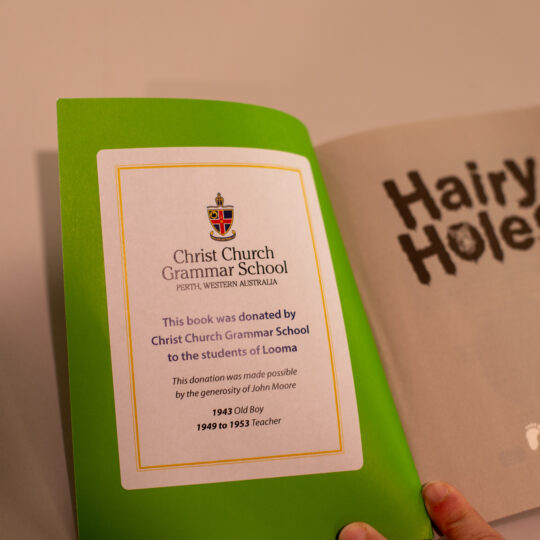 Christ Church
Grammar School
PERTH, WESTERN AUSTRALIA
This book was donated by
Christ Church Grammar School
to the students of Looma
This donation was made possible
by the generosity of John Moore
1943 Old Boy
1949 to 1953 Teacher
Hairy
Holes